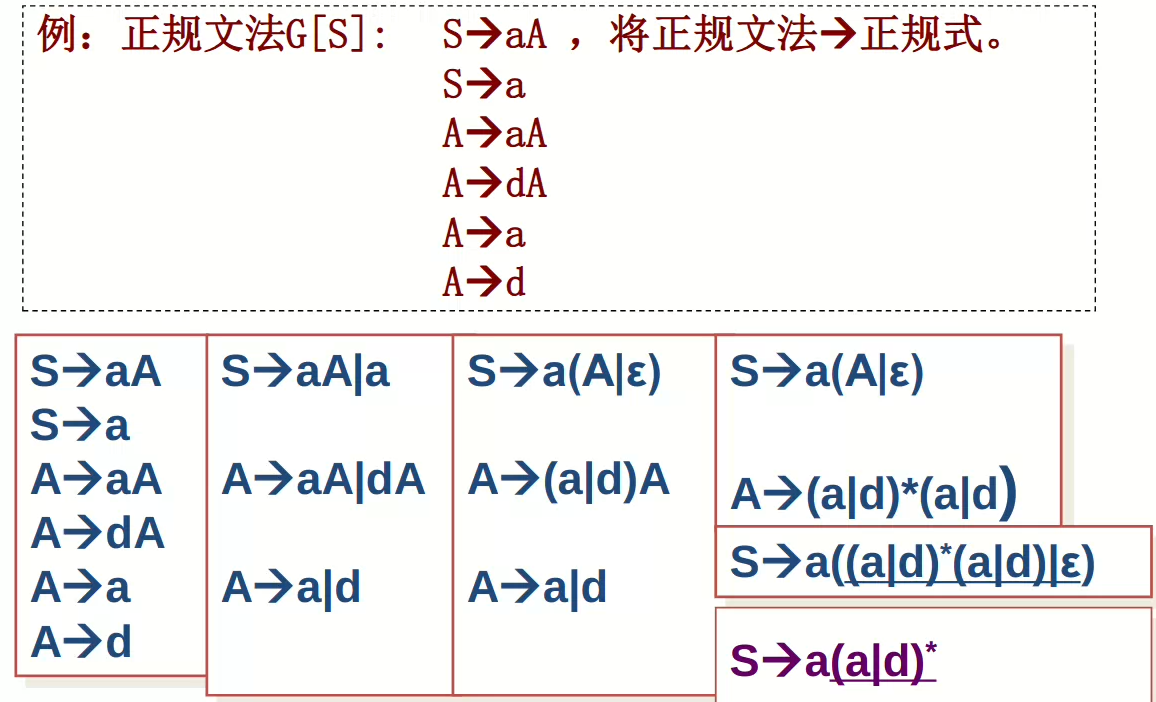 例：正规文法G[S]: S→aA ，将正规文法→正规式。
S→a
A→aA
A→dA
A→a
A→d
S→aA
S→a
A→aA
A→dA
A→a
A→d
S→aA|a
A→aA|dA
A→a|d
S→a(A|ε)
A→(a|d)A
A→a|d
S→a(A|ε)
A→(a|d)*(a|d)
S→a((a|d)*(a|d)|ε)
S→a(a|d)*